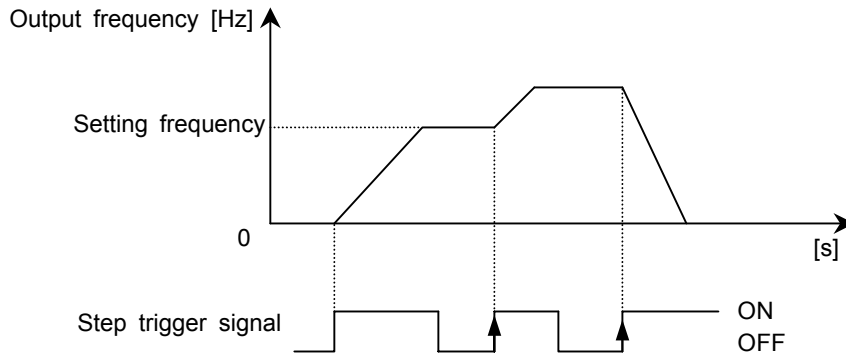 Output frequency [Hz]
Setting frequency
0
[s]
Step trigger signal
ON
OFF